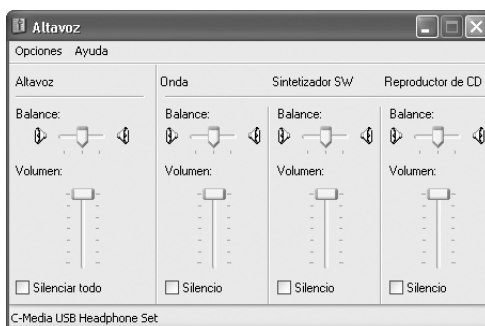 Altavoz
Opciones Ayuda
Altavoz Onda Sintetizador SW Reproductor de CD
Balance: Balance: Balance: Balance:
Volumen: Volumen: Volumen: Volumen:
Silenciar todo Silencio Silencio Silencio
C-Media USB Headphone Set